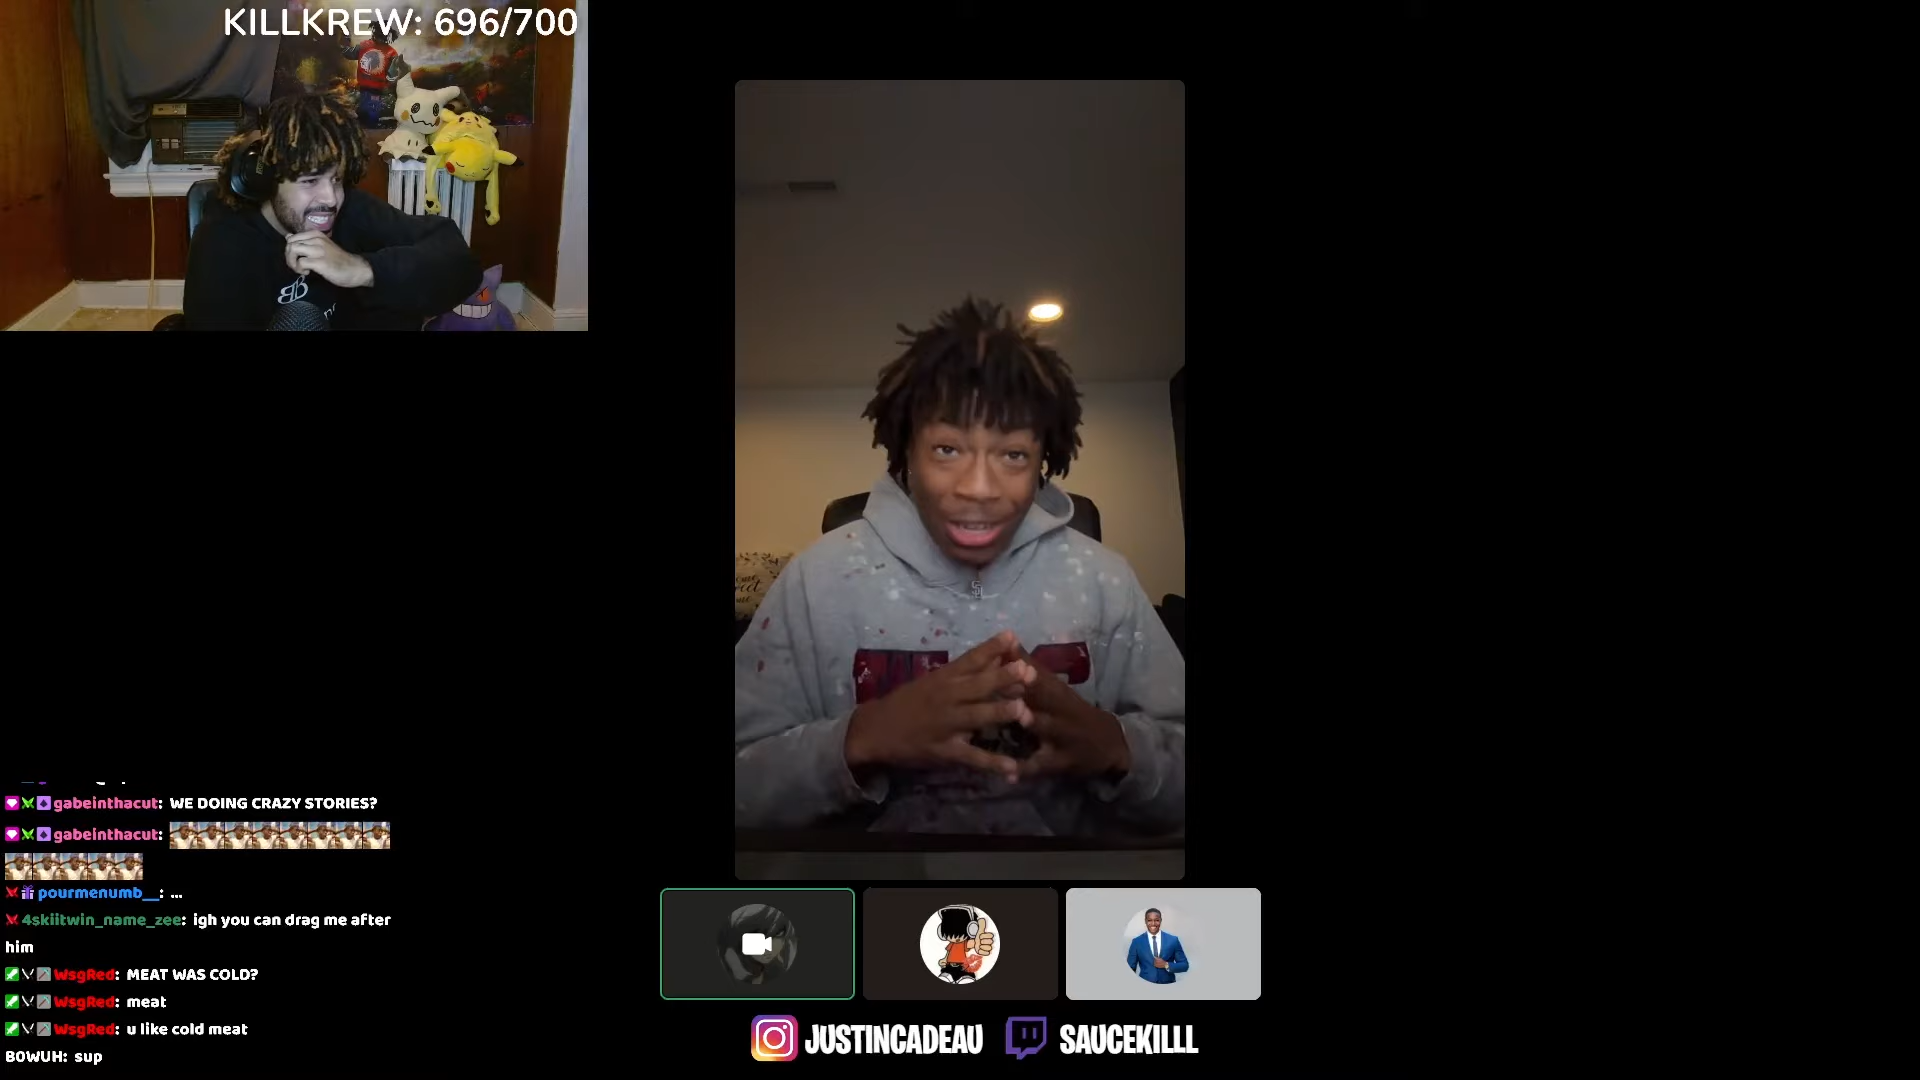 KILLKREW: 696/700
gabeinthacut: WE DOING CRAZY STORIES?
gabeinthacut:
pourmenumb__: ...
4skiitwin_name_zee: igh you can drag me after
him
WsgRed: MEAT WAS COLD?
WsgRed: meat
WsgRed: u like cold meat
BOWUH: sup
JUSTINCADEAU SAUCEKILLL